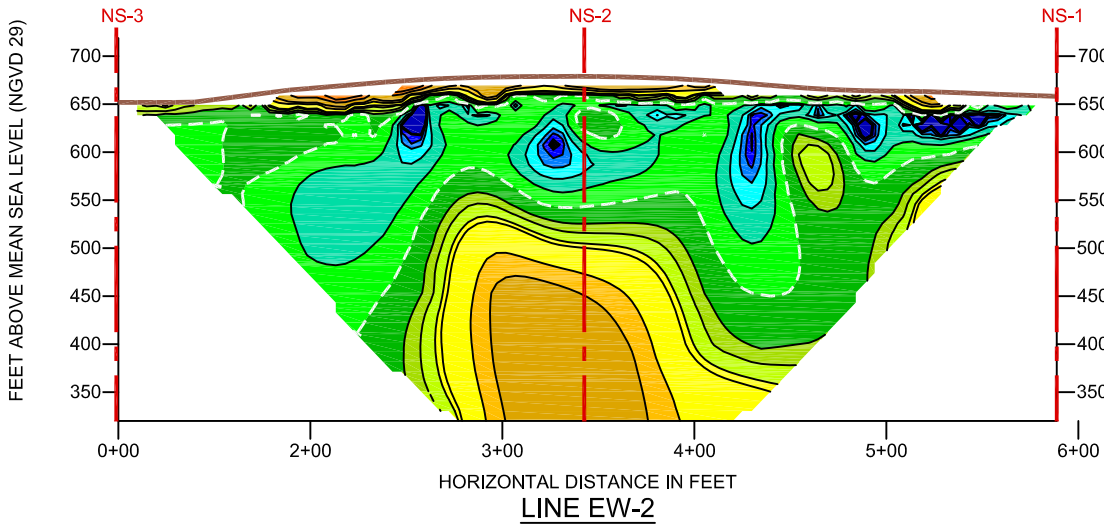 NS-3 NS-2 NS-1
FEET ABOVE MEAN SEA LEVEL (NGVD 29)
700 700
650 650
600 600
550 550
500 500
450 450
400 400
350 350
0+00 2+00 3+00 4+00 5+00 6+00
HORIZONTAL DISTANCE IN FEET
LINE EW-2